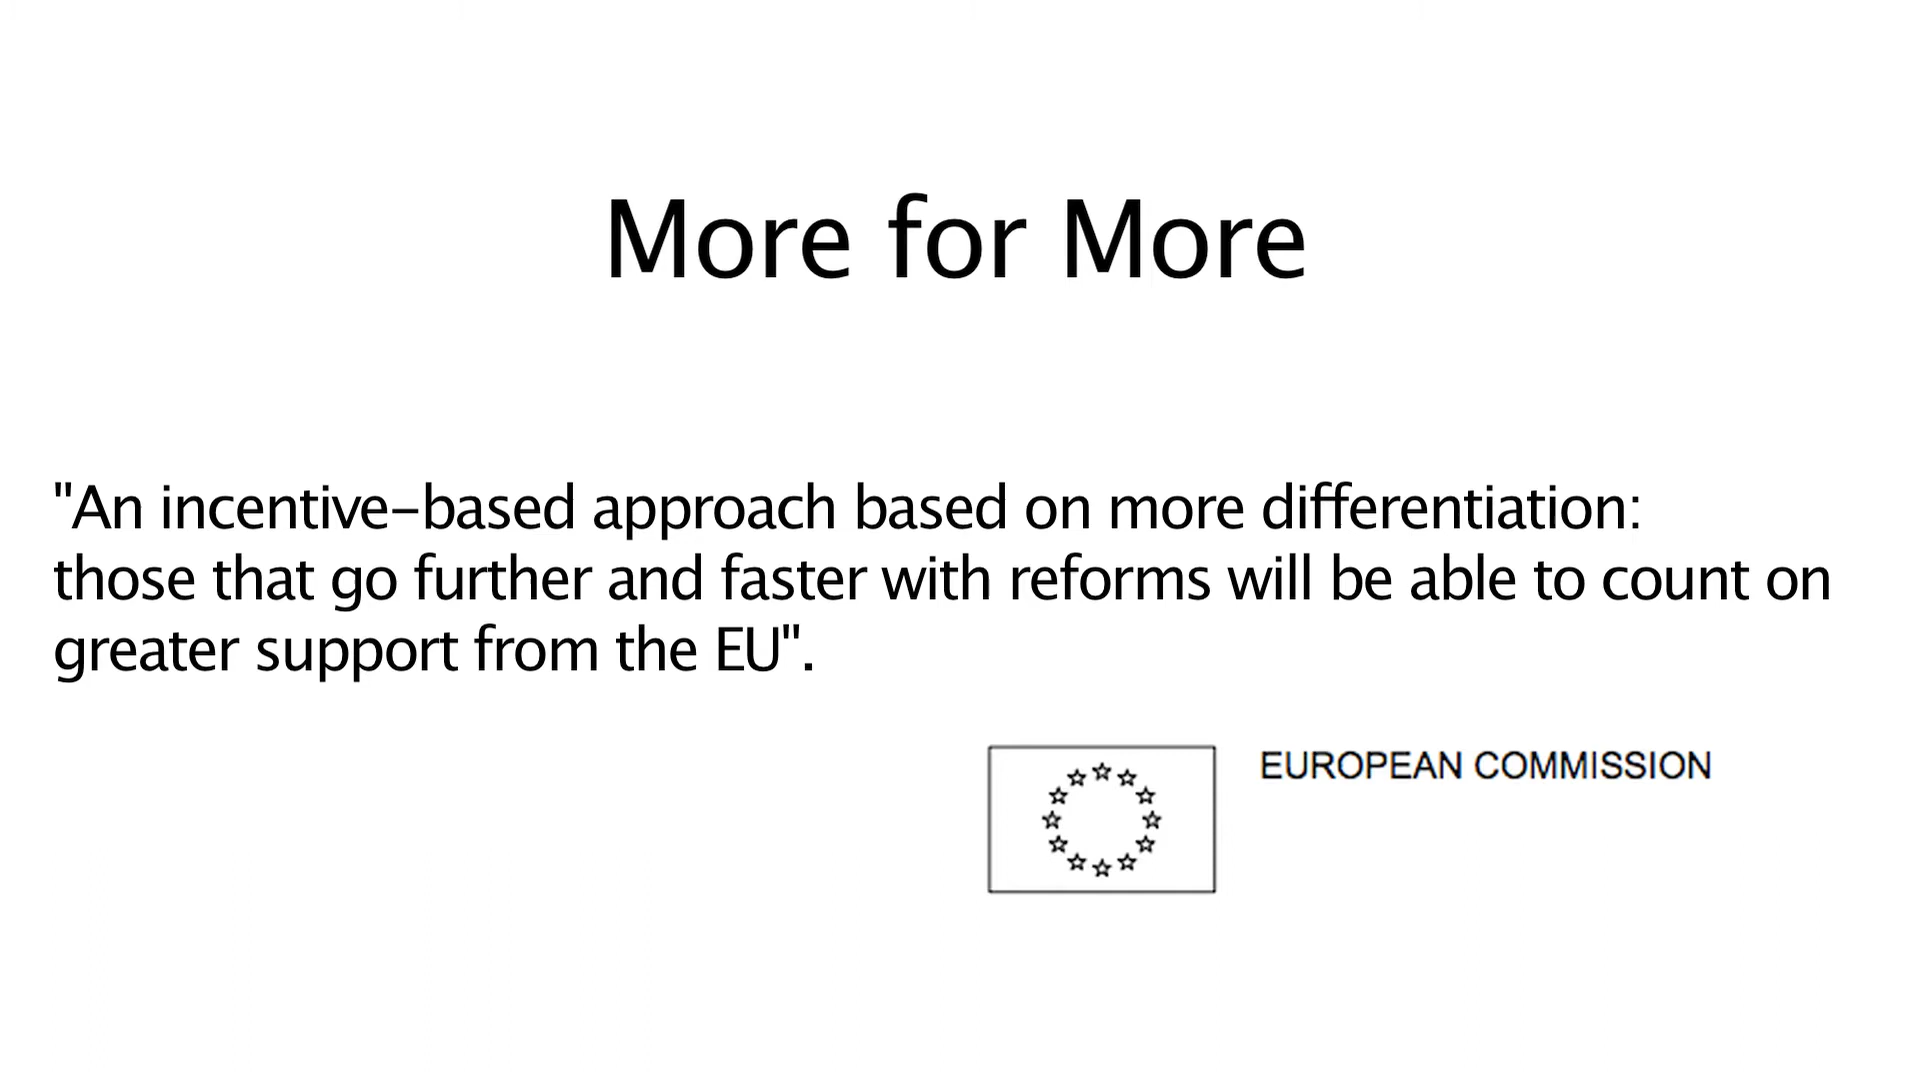 More for More
"An incentive–based approach based on more differentiation:
those that go further and faster with reforms will be able to count on
greater support from the EU".
EUROPEAN COMMISSION